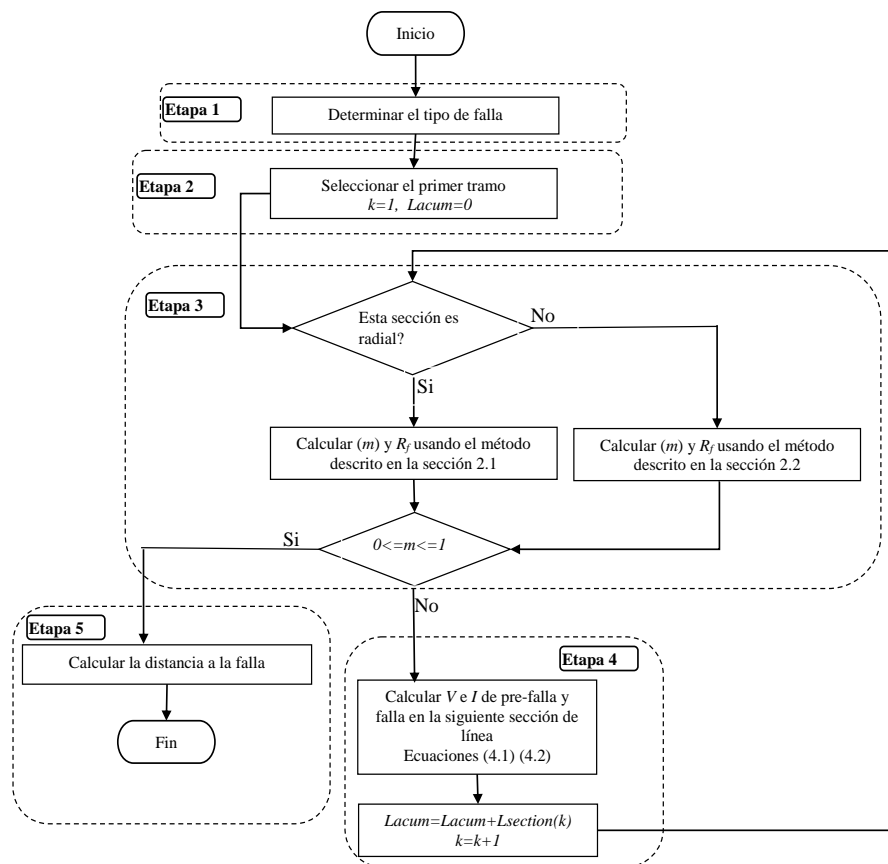 Inicio
Etapa 1
Determinar el tipo de falla
Etapa 2
Seleccionar el primer tramo
k=1, Lacum=0
Etapa 3
Esta sección es
radial?
No
Si
Calcular (m) y Rf usando el método
descrito en la sección 2.1
Calcular (m) y Rf usando el método
descrito en la sección 2.2
Si
0<=m<=1
No
Etapa 5
Calcular la distancia a la falla
Fin
Etapa 4
Calcular V e I de pre-falla y
falla en la siguiente sección de
línea
Ecuaciones (4.1) (4.2)
Lacum=Lacum+Lsection(k)
k=k+1